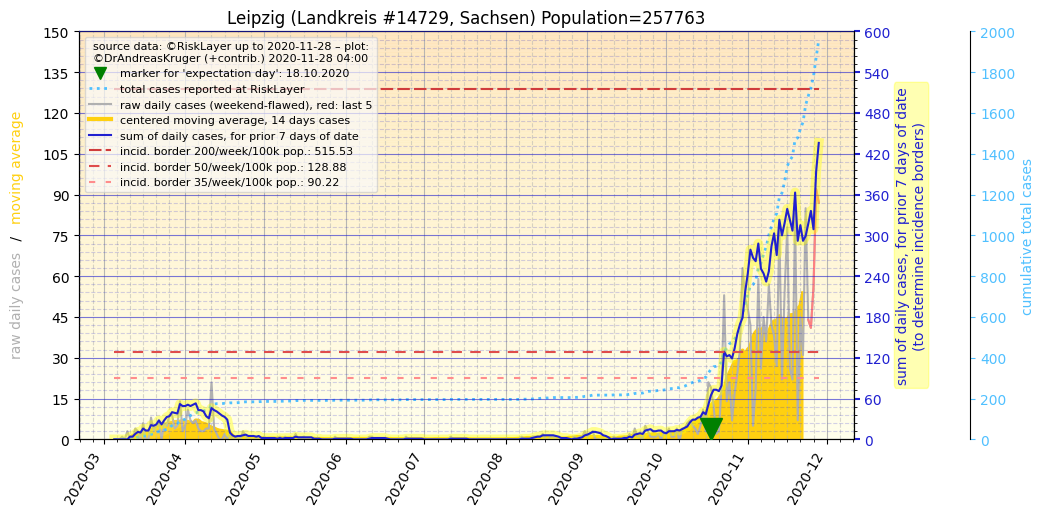 Leipzig (Landkreis #14729, Sachsen) Population=257763
source data: ©RiskLayer up to 2020-11-28 – plot:
©DrAndreasKruger (+contrib.) 2020-11-28 04:00
marker for 'expectation day': 18.10.2020
total cases reported at RiskLayer
raw daily cases (weekend-flawed), red: last 5
centered moving average, 14 days cases
sum of daily cases, for prior 7 days of date
incid. border 200/week/100k pop.: 515.53
incid. border 50/week/100k pop.: 128.88
incid. border 35/week/100k pop.: 90.22
raw daily cases / moving average
150
135
120
105
90
75
60
45
30
15
0
2020-03
2020-04
2020-05
2020-06
2020-07
2020-08
2020-09
2020-10
2020-11
2020-12
600
540
480
420
360
300
240
180
120
60
0
sum of daily cases, for prior 7 days of date
(to determine incidence borders)
2000
1800
1600
1400
1200
1000
800
600
400
200
0
cumulative total cases